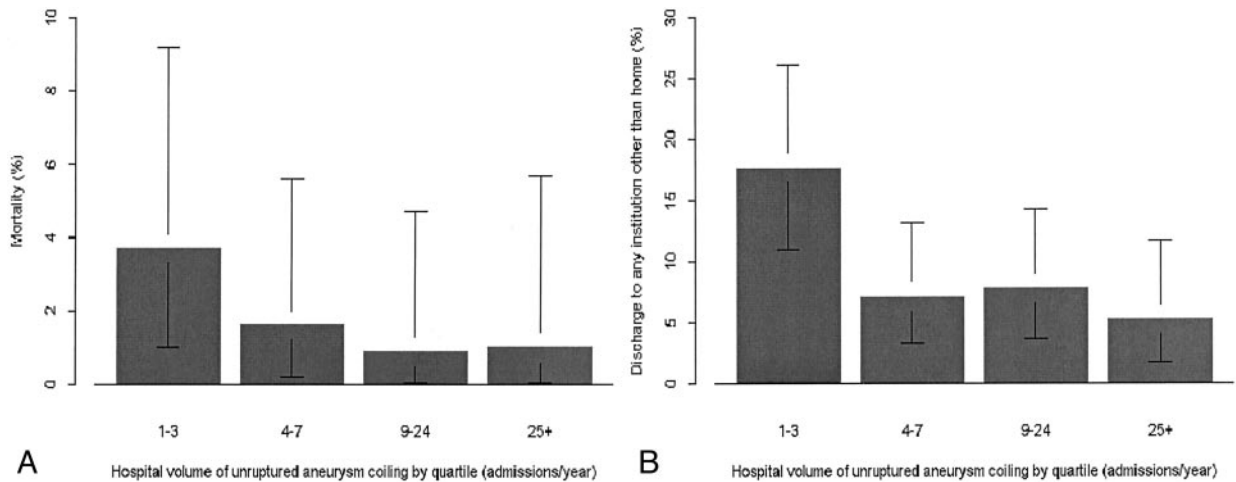 Mortality (%)
10
8
6
4
2
0
1-3 4-7 9-24 25+
A Hospital volume of unruptured aneurysm coiling by quartile (admissions/year)
Discharge to any institution other than home (%)
30
25
20
15
10
5
0
1-3 4-7 9-24 25+
B Hospital volume of unruptured aneurysm coiling by quartile (admissions/year)